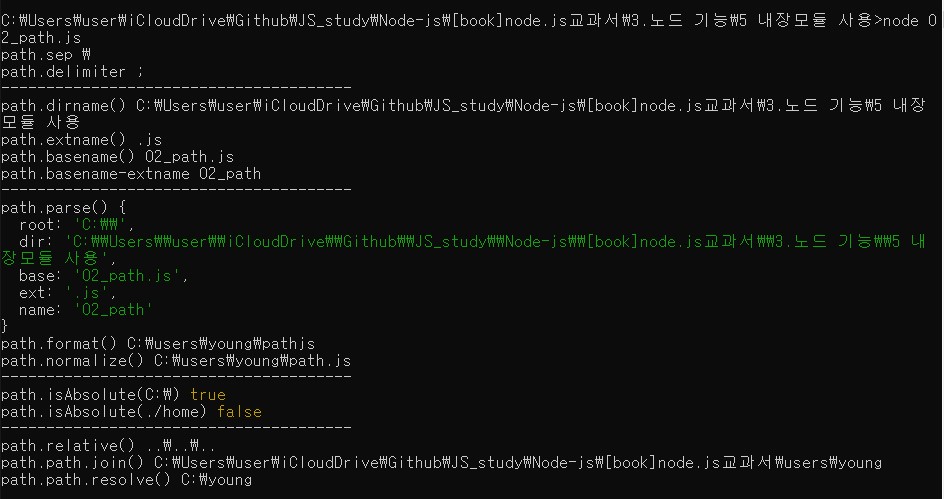 C:₩Users₩user₩iCloudDrive₩Github₩JS_study₩Node-js₩[book]node.js교과서₩3.노드 기능₩5 내장모듈 사용>node 0
2_path.js
path.sep ₩
path.delimiter ;
---------------------------------------
path.dirname() C:₩Users₩user₩iCloudDrive₩Github₩JS_study₩Node-js₩[book]node.js교과서₩3.노드 기능₩5 내장
모듈 사용
path.extname() .js
path.basename() 02_path.js
path.basename-extname 02_path
---------------------------------------
path.parse() {
  root: 'C:₩₩',
  dir: 'C:₩₩Users₩₩user₩₩iCloudDrive₩₩Github₩₩JS_study₩₩Node-js₩₩[book]node.js교과서₩₩3.노드 기능₩₩5 내
장모듈 사용',
  base: '02_path.js',
  ext: '.js',
  name: '02_path'
}
path.format() C:₩users₩young₩pathjs
path.normalize() C:₩users₩young₩path.js
---------------------------------------
path.isAbsolute(C:₩) true
path.isAbsolute(./home) false
---------------------------------------
path.relative() ..₩..₩..
path.path.join() C:₩Users₩user₩iCloudDrive₩Github₩JS_study₩Node-js₩[book]node.js교과서₩users₩young
path.path.resolve() C:₩young